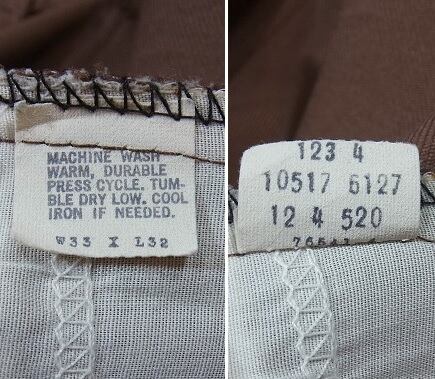 MACHINE WASH
WARM, DURABLE
PRESS CYCLE. TUM-
BLE DRY LOW. COOL
IRON IF NEEDED.
W33 X L32
123 4
10517 6127
12 4 520